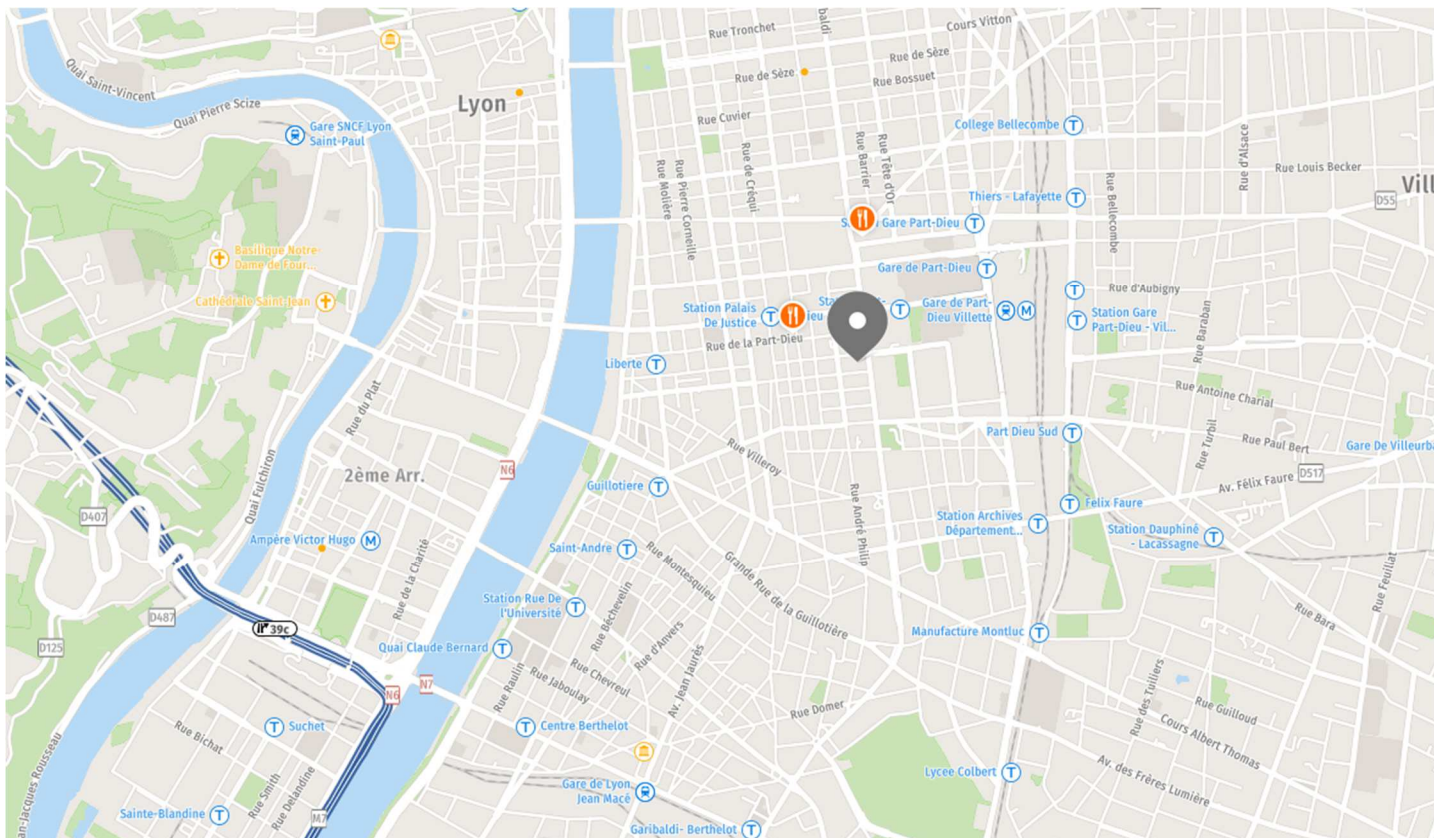 Rue Tronchet
baldi
Cours Vitton
Quai Saint-Vincent
Rue de Sèze
Rue de Sèze
Rue Bossuet
Quai Pierre Scize
Lyon
Rue Cuvier
College Bellecombe
T
Gare SNCF Lyon
Saint-Paul
Rue Barrier
Rue Tête d'Or
Rue d'Alsace
Rue Louis Becker
Rue Molière
Rue Pierre Corneille
Rue de Créqui
Thiers - Lafayette
T
Rue Bellecombe
Vill
D55
Gare Part-Dieu
T
Basilique Notre-
Dame de Four...
Gare de Part-Dieu
T
Cathédrale Saint-Jean
Rue d'Aubigny
T
Station Palais
De Justice
T
T
Gare de Part-
Dieu Villette
M
Station Gare
Part-Dieu - Vil...
T
Rue Baraban
Rue de la Part-Dieu
Liberte
T
Rue du Plat
Rue Antoine Charial
Rue Turbil
Rue Paul Bert
Part Dieu Sud
T
Gare De Villeurba
Rue Villeroy
N6
2ème Arr.
Quai Fulchiron
D407
Guillotiere
T
Rue André Philip
Av. Félix Faure
D517
Felix Faure
T
Station Archives
Département...
T
Station Dauphiné
- Lacassagne
T
Ampère Victor Hugo
M
Rue de la Charité
Saint-Andre
T
Rue Montesquieu
Grande Rue de la Guillotière
Rue Feuillat
Station Rue De
l'Université
T
Rue Béchevelin
Rue Bara
D487
39c
D125
Manufacture Montluc
T
Quai Claude Bernard
T
Rue d'Anvers
Rue Chevreul
Rue Jaboulay
Rue Raulin
Av. Jean Jaurès
N6
N7
Rue des Tuiliers
Rue Guilloud
Rue Domer
Cours Albert Thomas
Suchet
T
Centre Berthelot
T
Rue Bichat
Rue Smith
Rue Delandine
Av. des Frères Lumière
Lycee Colbert
T
an-Jacques Rousseau
Gare de Lyon
Jean Macé
Sainte-Blandine
T
M7
Garibaldi- Berthelot
T